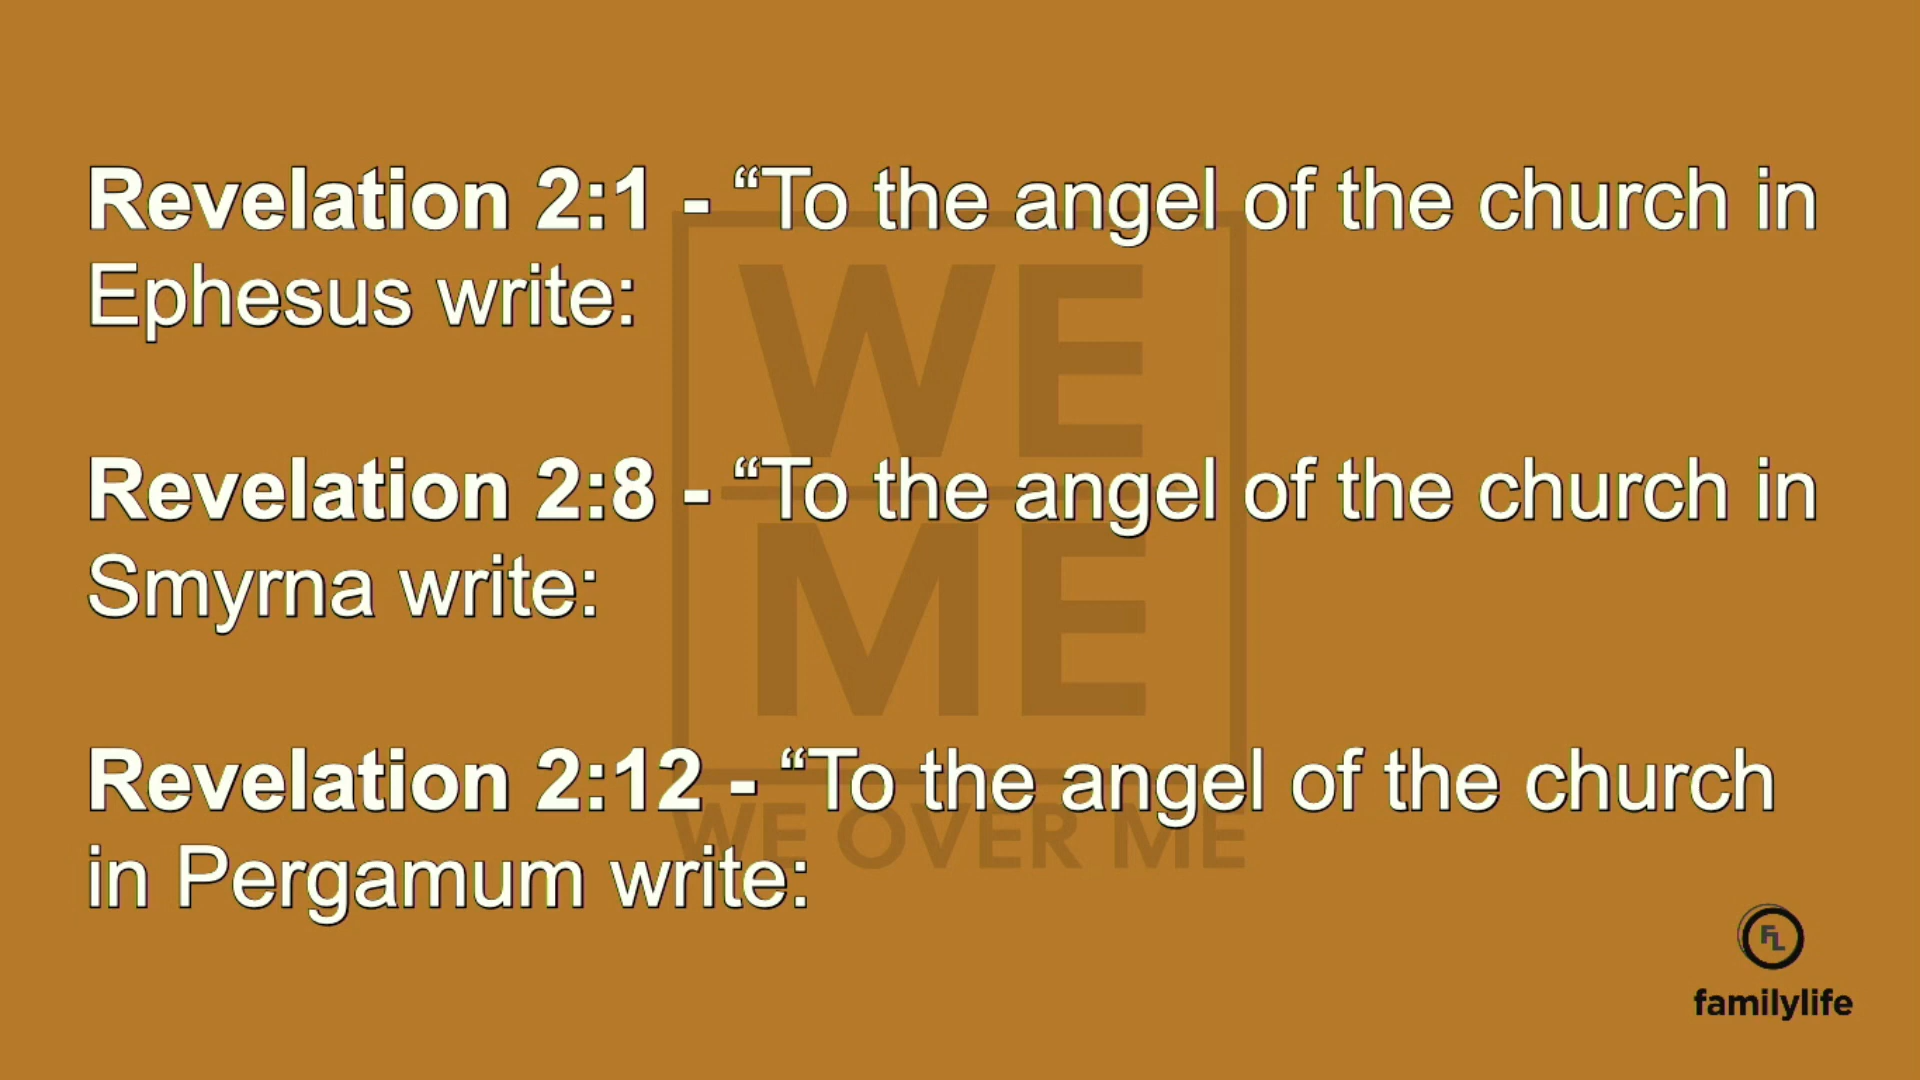 Revelation 2:1 - “To the angel of the church in
Ephesus write:
Revelation 2:8 - “To the angel of the church in
Smyrna write:
Revelation 2:12 - “To the angel of the church
in Pergamum write:
WE
ME
WE OVER ME
FL
familylife